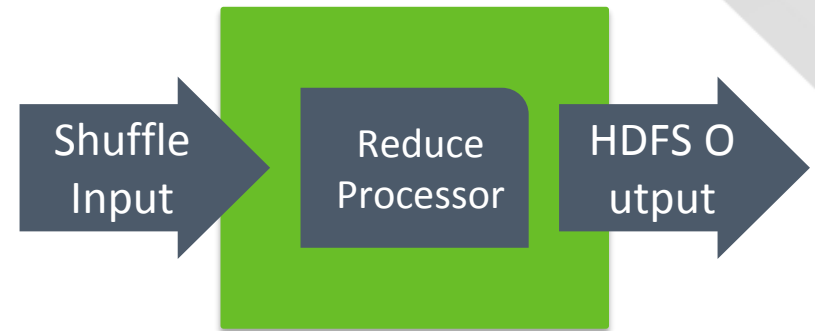 Shuffle
Input
Reduce
Processor
HDFS O
utput